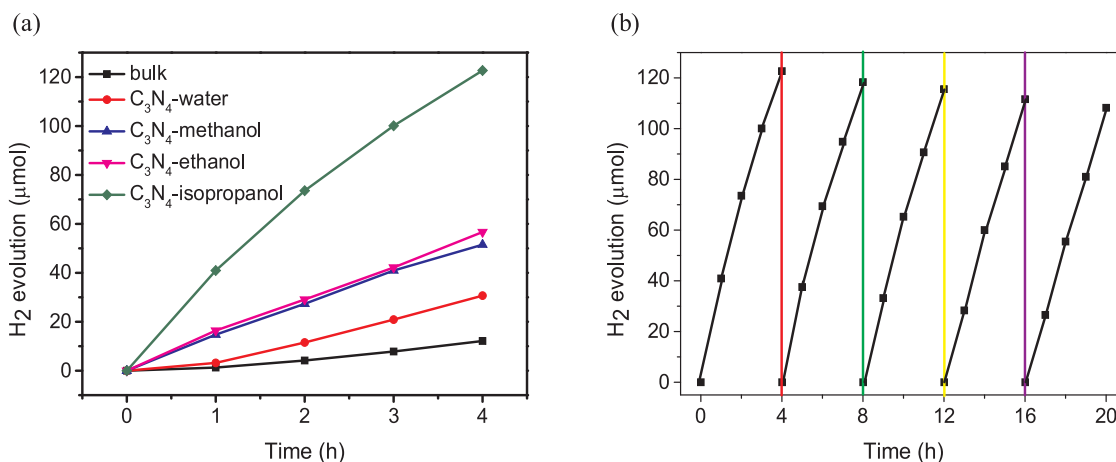 (a)
(b)
H2 evolution (μmol)
120
100
80
60
40
20
0
bulk
C3N4-water
C3N4-methanol
C3N4-ethanol
C3N4-isopropanol
0 1 2 3 4
Time (h)
H2 evolution (μmol)
120
100
80
60
40
20
0
0 4 8 12 16 20
Time (h)